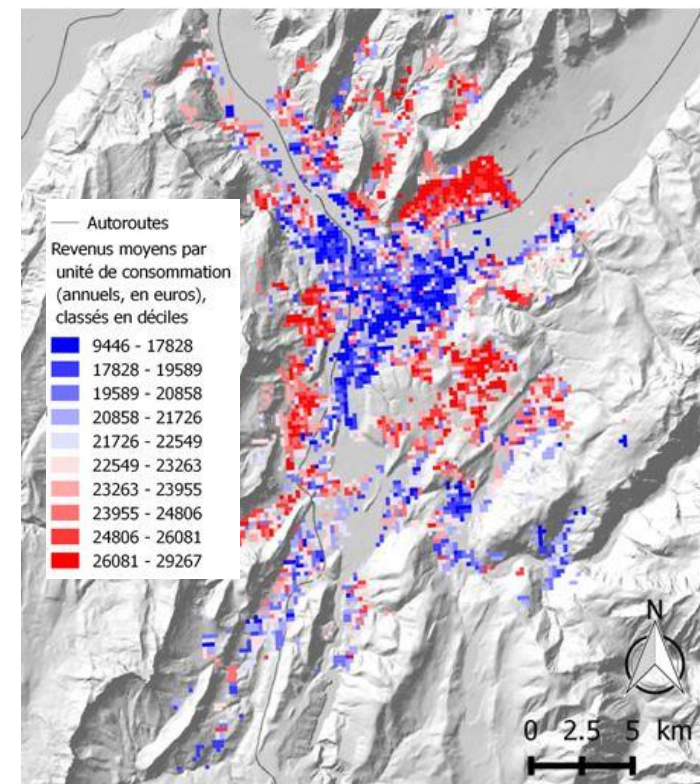 Autoroutes
Revenus moyens par
unité de consommation
(annuels, en euros),
classés en déciles
9446 - 17828
17828 - 19589
19589 - 20858
20858 - 21726
21726 - 22549
22549 - 23263
23263 - 23955
23955 - 24806
24806 - 26081
26081 - 29267
N
0 2.5 5 km